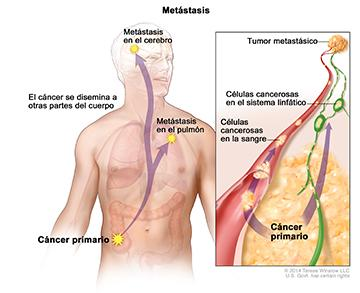 Metástasis
Metástasis
en el cerebro
El cáncer se disemina a
otras partes del cuerpo
Metástasis
en el pulmón
Cáncer primario
Tumor metastásico
Células cancerosas
en el sistema linfático
Células
cancerosas
en la sangre
Cáncer
primario
© 2014 Terese Winslow LLC
U.S. Govt. has certain rights